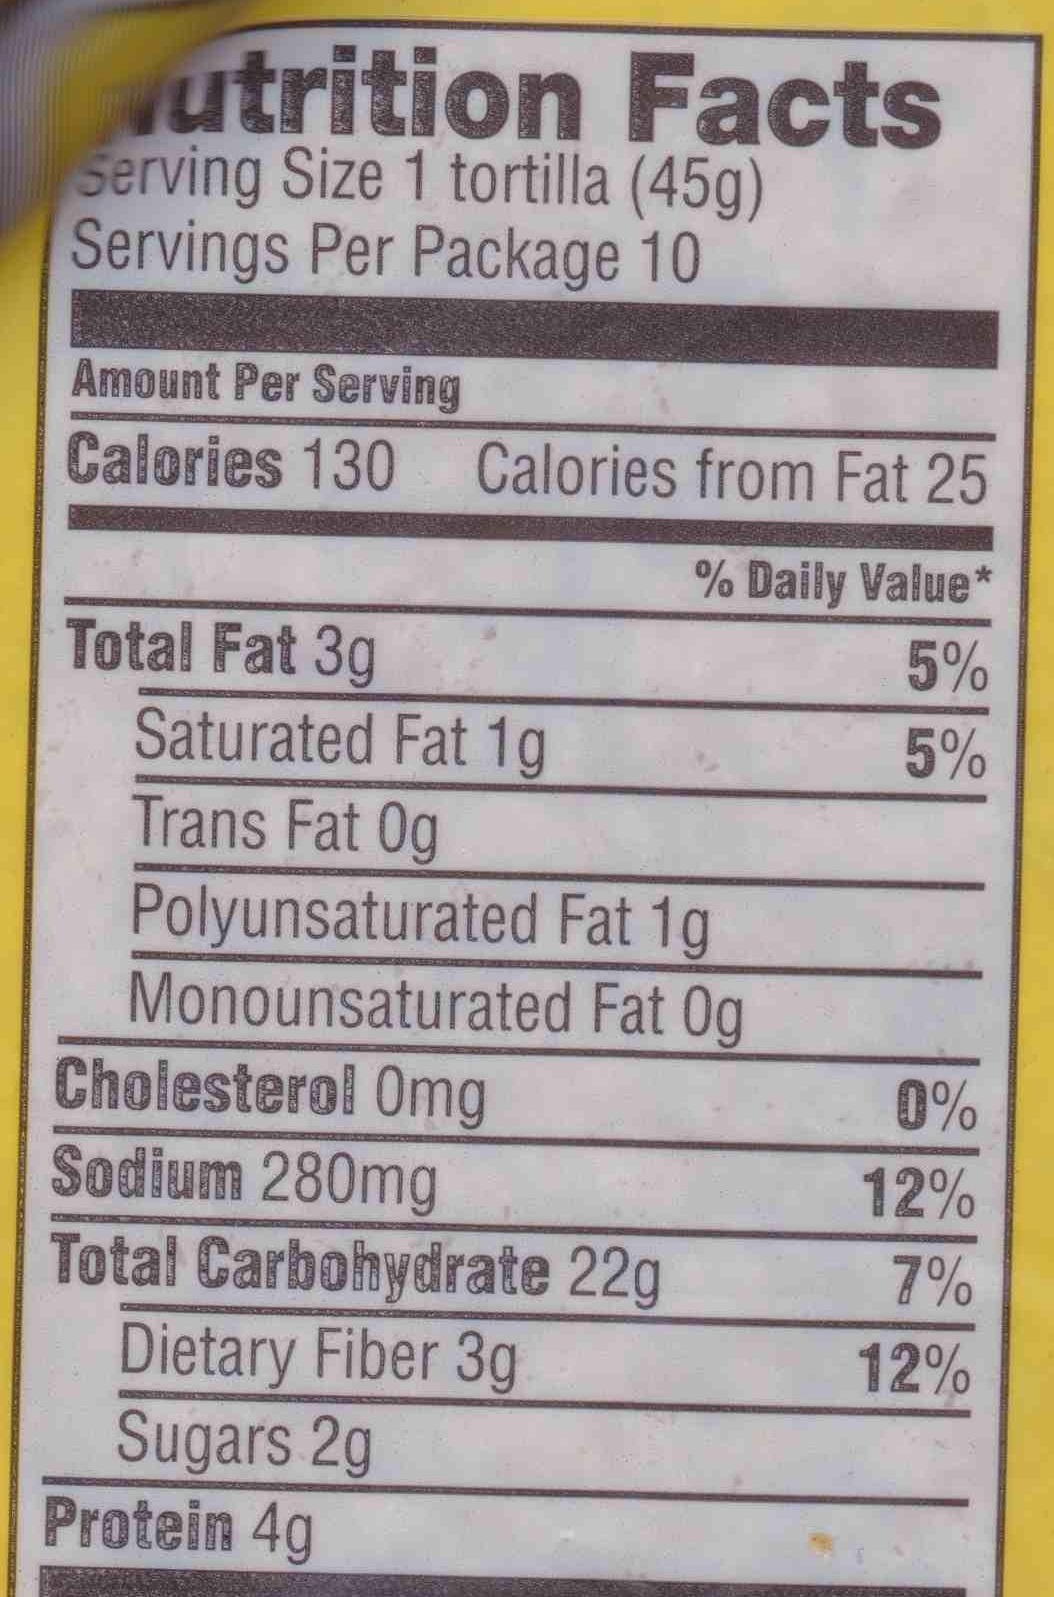 Nutrition Facts
Serving Size 1 tortilla (45g)
Servings Per Package 10
Amount Per Serving
Calories 130 Calories from Fat 25
% Daily Value*
Total Fat 3g 5%
Saturated Fat 1g 5%
Trans Fat 0g
Polyunsaturated Fat 1g
Monounsaturated Fat 0g
Cholesterol 0mg 0%
Sodium 280mg 12%
Total Carbohydrate 22g 7%
Dietary Fiber 3g 12%
Sugars 2g
Protein 4g